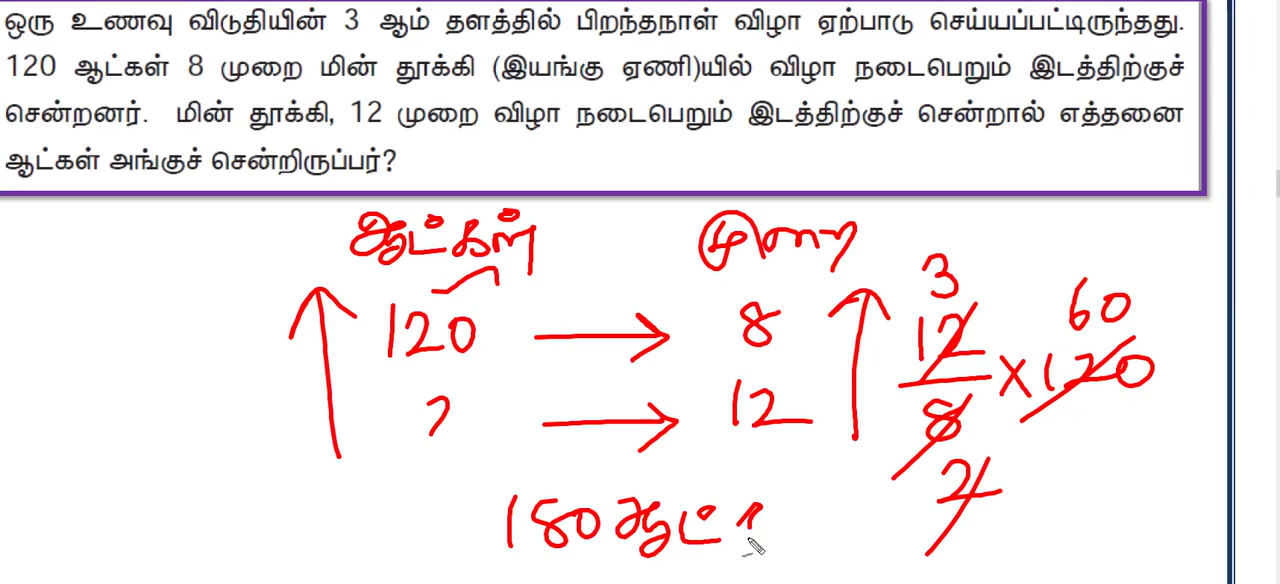 ஒரு உணவு விடுதியின் 3 ஆம் தளத்தில் பிறந்தநாள் விழா ஏற்பாடு செய்யப்பட்டிருந்தது.
120 ஆட்கள் 8 முறை மின் தூக்கி (இயங்கு ஏணி)யில் விழா நடைபெறும் இடத்திற்குச்
சென்றனர். மின் தூக்கி, 12 முறை விழா நடைபெறும் இடத்திற்குச் சென்றால் எத்தனை
ஆட்கள் அங்குச் சென்றிருப்பர்?
ஆட்கள் முறை
3 60
120 → 8 12/8 × 120
? → 12
2
180 ஆட்